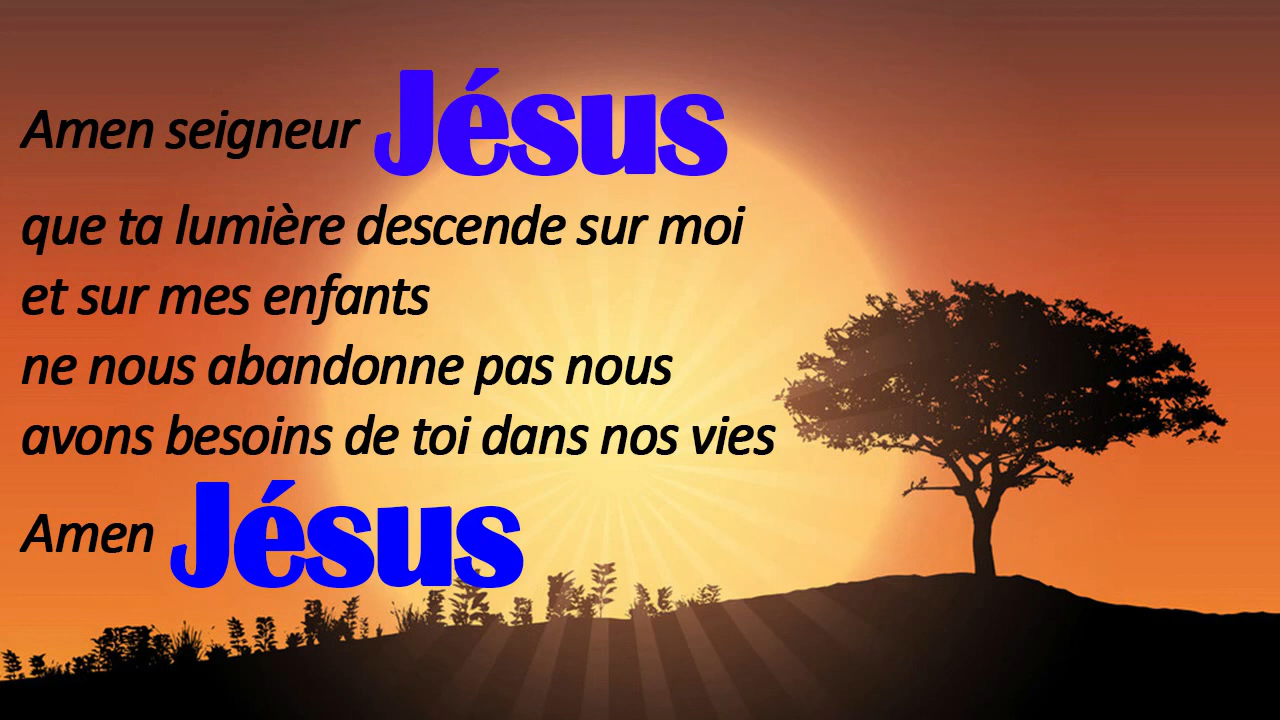 Amen seigneur Jésus
que ta lumière descende sur moi
et sur mes enfants
ne nous abandonne pas nous
avons besoins de toi dans nos vies
Amen Jésus